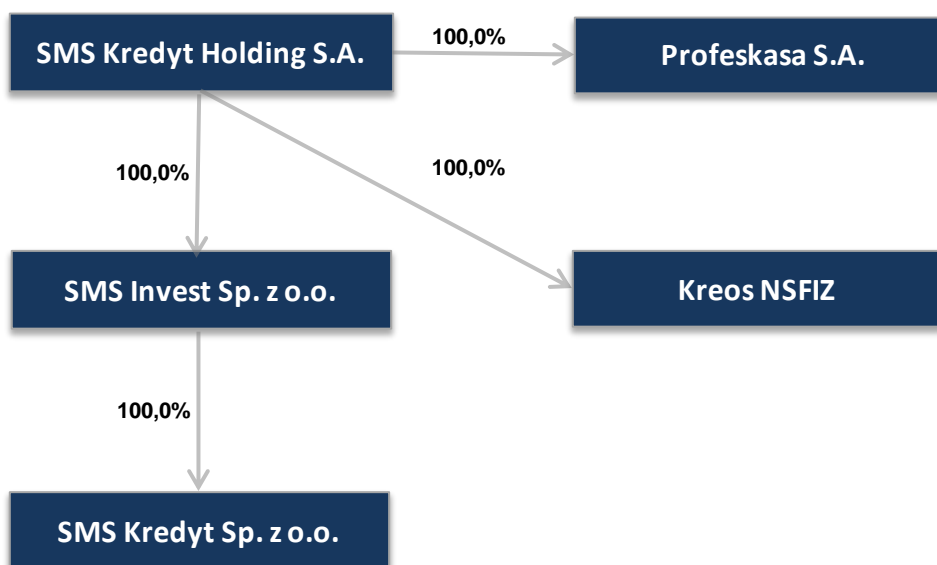 SMS Kredyt Holding S.A.
100,0%
Profeskasa S.A.
100,0%
100,0%
SMS Invest Sp. z o.o.
Kreos NSFIZ
100,0%
SMS Kredyt Sp. z o.o.